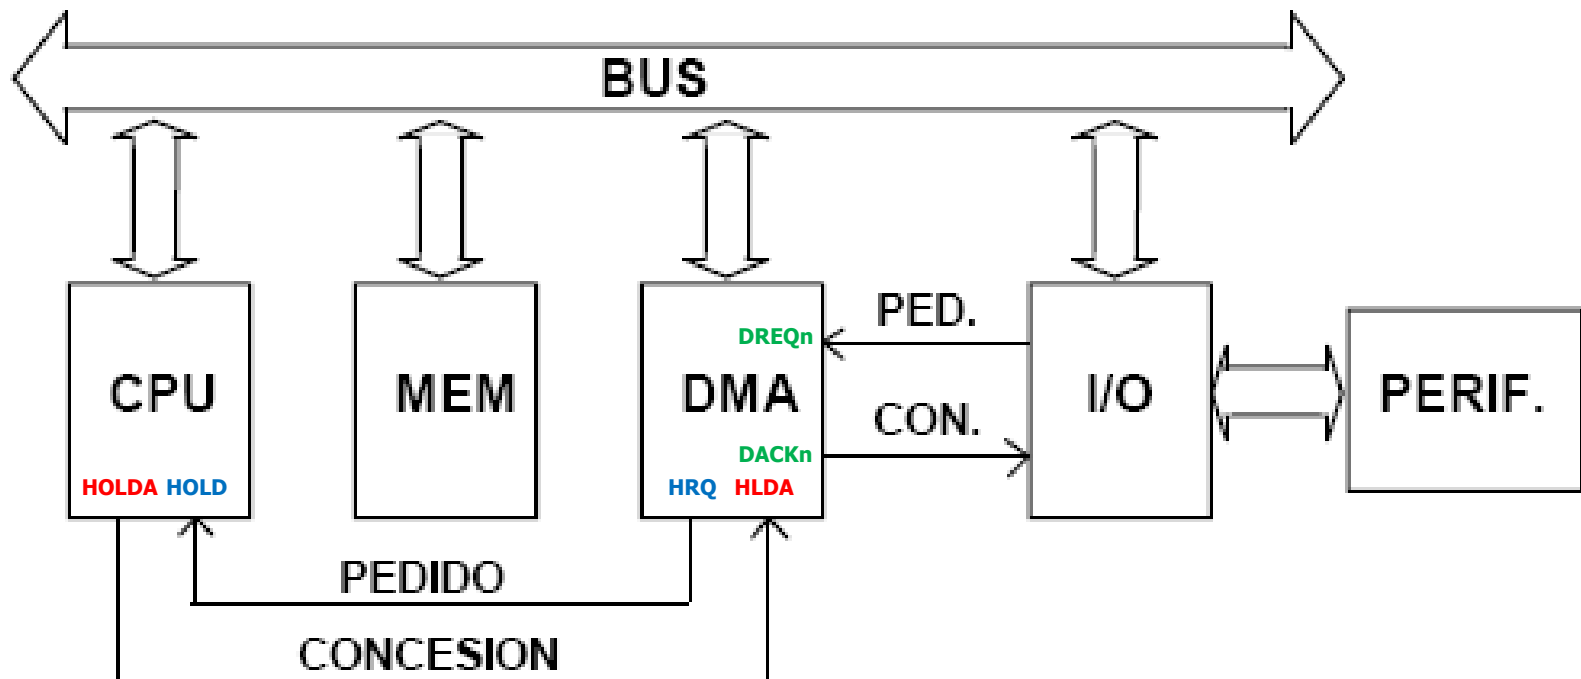 BUS
CPU
MEM
DMA
I/O
PERIF.
DREQn
PED.
DACKn
CON.
HOLDA HOLD
HRQ HLDA
PEDIDO
CONCESION